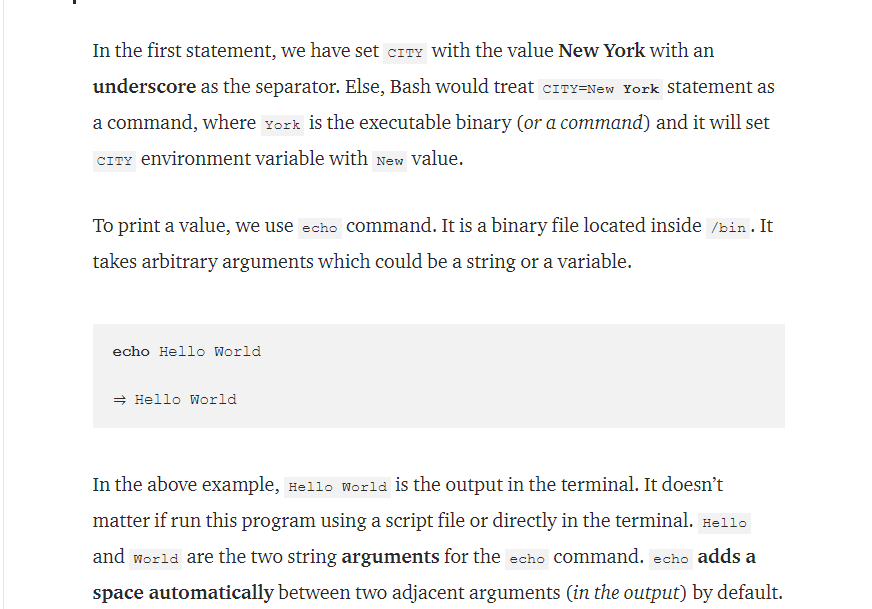 In the first statement, we have set CITY with the value New York with an
underscore as the separator. Else, Bash would treat CITY=New York statement as
a command, where York is the executable binary (or a command) and it will set
CITY environment variable with New value.
To print a value, we use echo command. It is a binary file located inside /bin. It
takes arbitrary arguments which could be a string or a variable.
echo Hello World
⇒ Hello World
In the above example, Hello World is the output in the terminal. It doesn’t
matter if run this program using a script file or directly in the terminal. Hello
and World are the two string arguments for the echo command. echo adds a
space automatically between two adjacent arguments (in the output) by default.